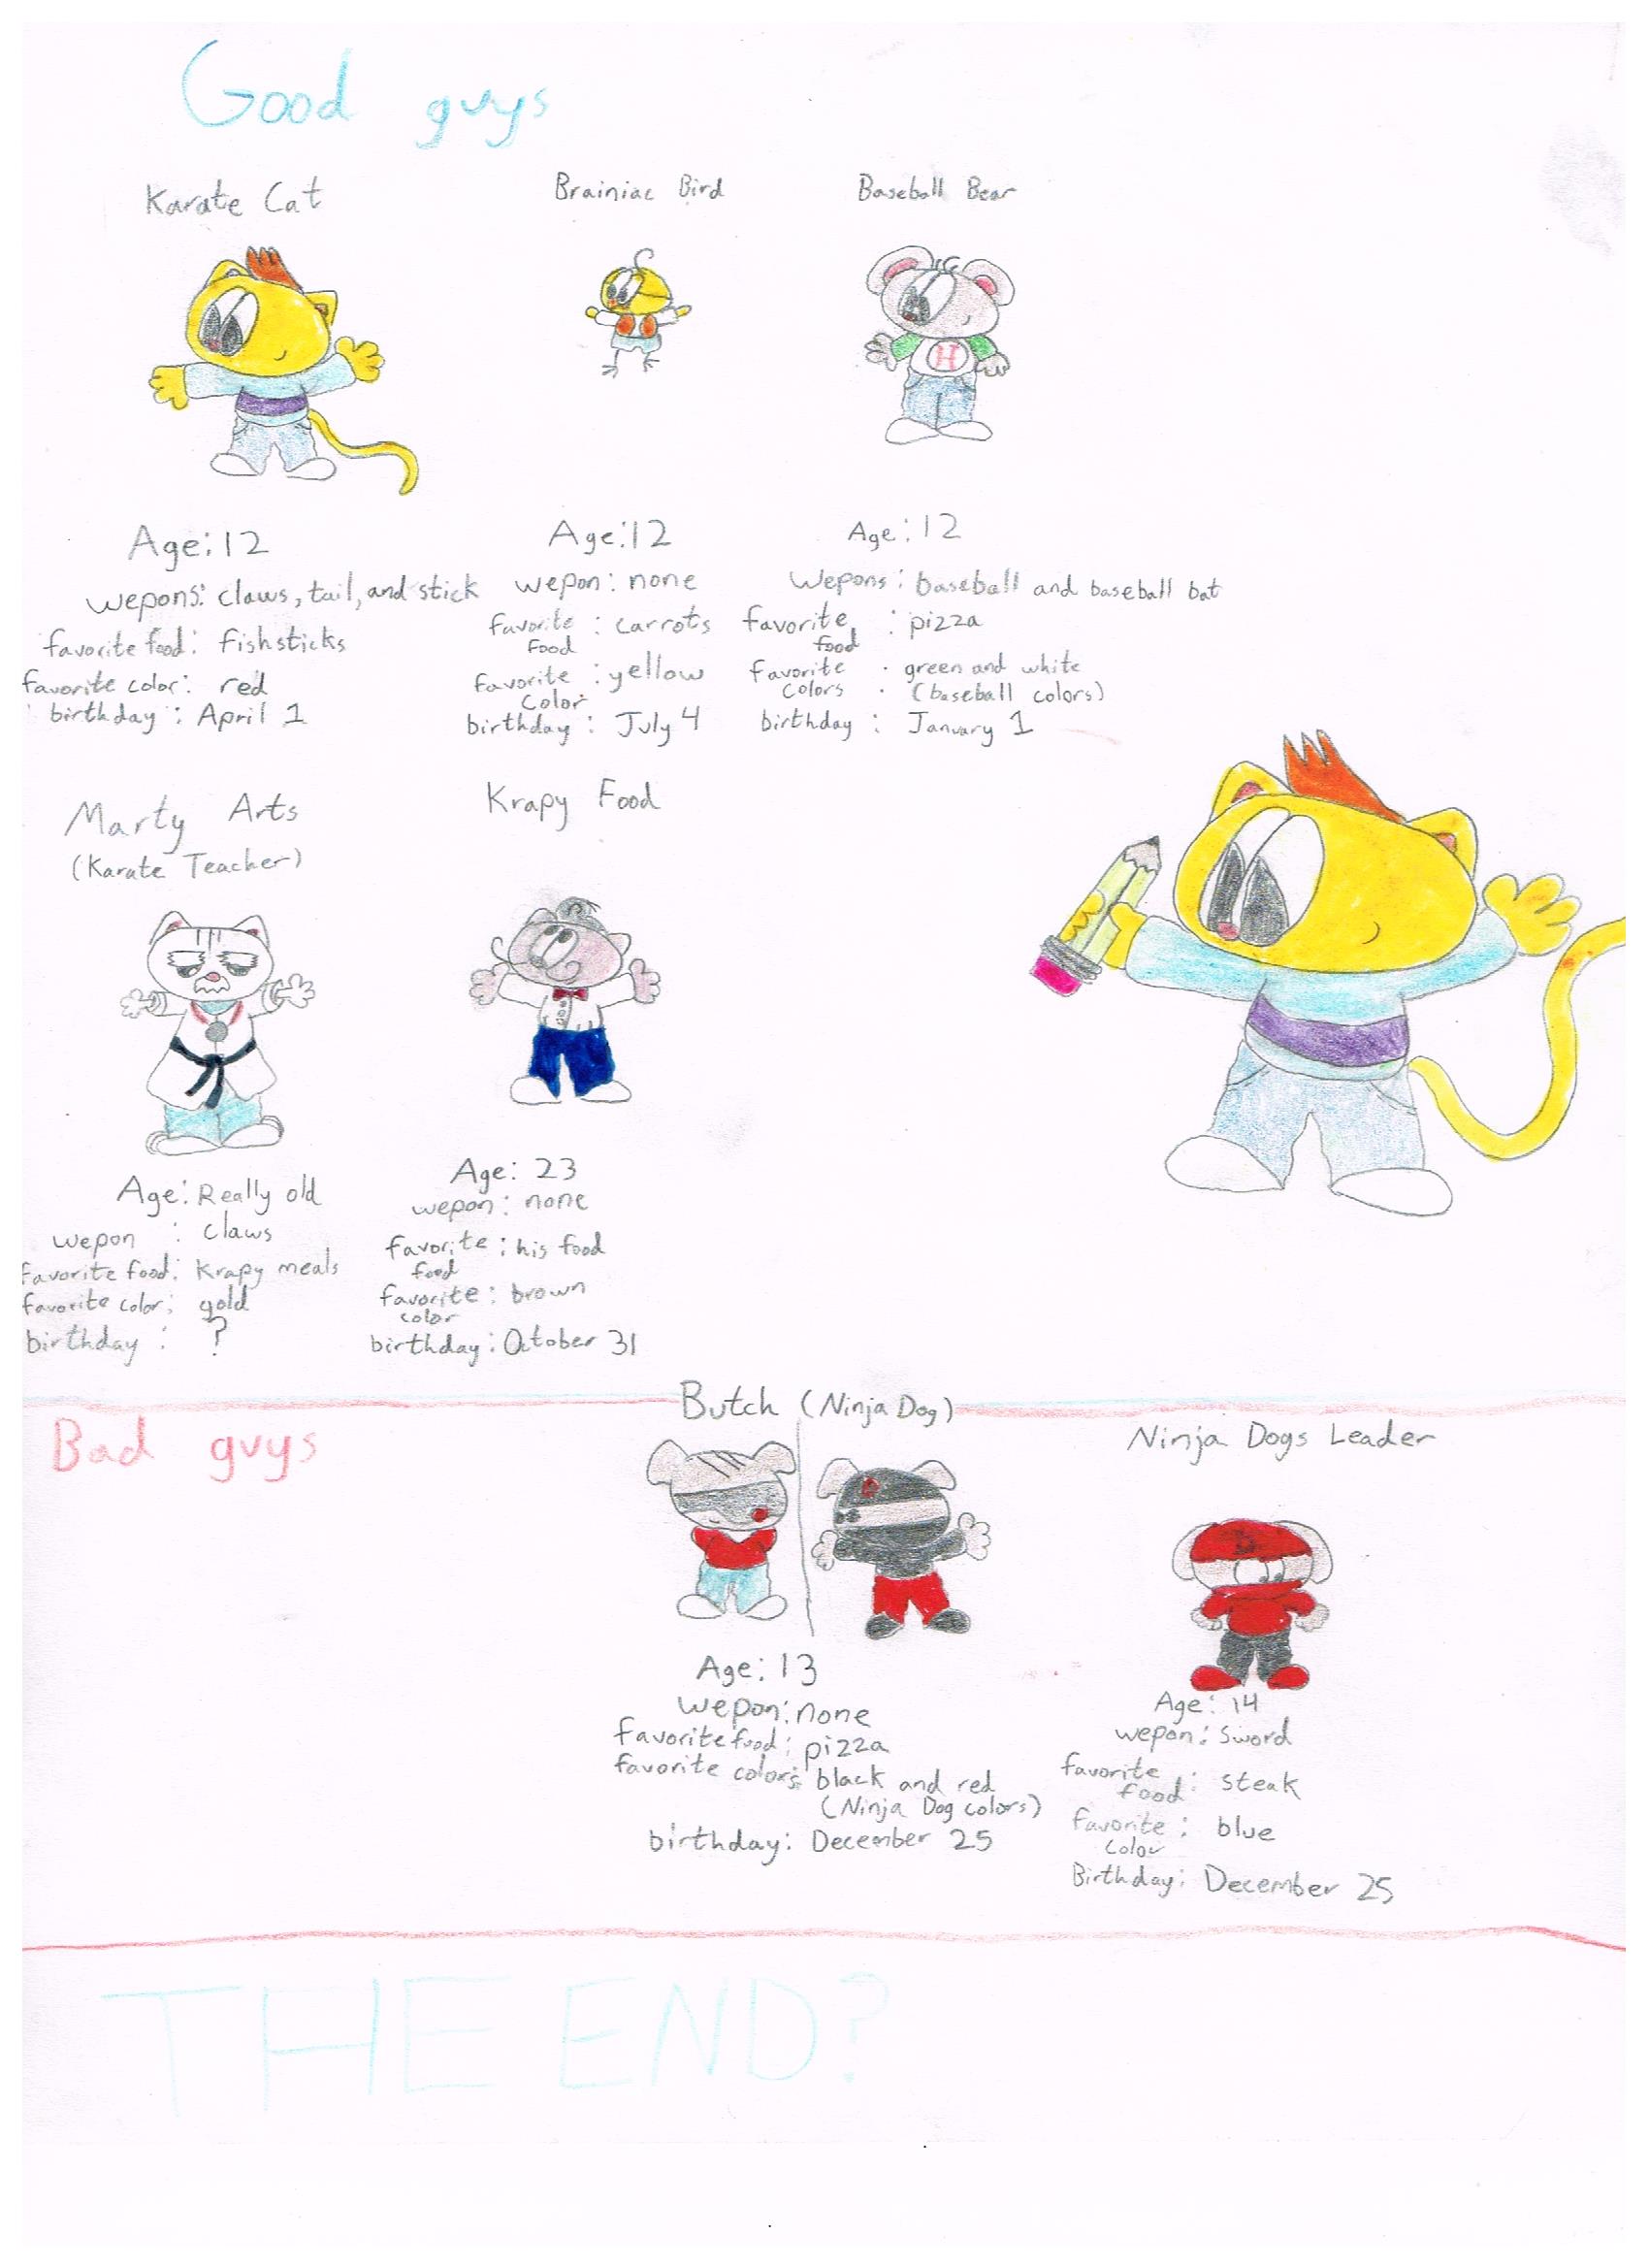 Good guys
Karate Cat
Brainiac Bird
Baseball Bear
H
Age: 12
wepons: claws, tail, and stick
favorite food: fishsticks
favorite color: red
birthday: April 1
Age: 12
wepon: none
favorite food: carrots
favorite color: yellow
birthday: July 4
Age: 12
Wepons: baseball and baseball bat
favorite food: pizza
favorite colors: green and white
(baseball colors)
birthday: January 1
Marty Arts
(Karate Teacher)
Krapy Food
Age: Really old
wepon: claws
favorite food: Krapy meals
favorite color: gold
birthday: ?
Age: 23
wepon: none
favorite food: his food
favorite color: brown
birthday: October 31
Bad guys
Butch (Ninja Dog)
Ninja Dogs Leader
Age: 13
wepon: none
favorite food: pizza
favorite colors: black and red
(Ninja Dog colors)
birthday: December 25
Age: 14
wepon: sword
favorite food: steak
favorite color: blue
Birthday: December 25
THE END?